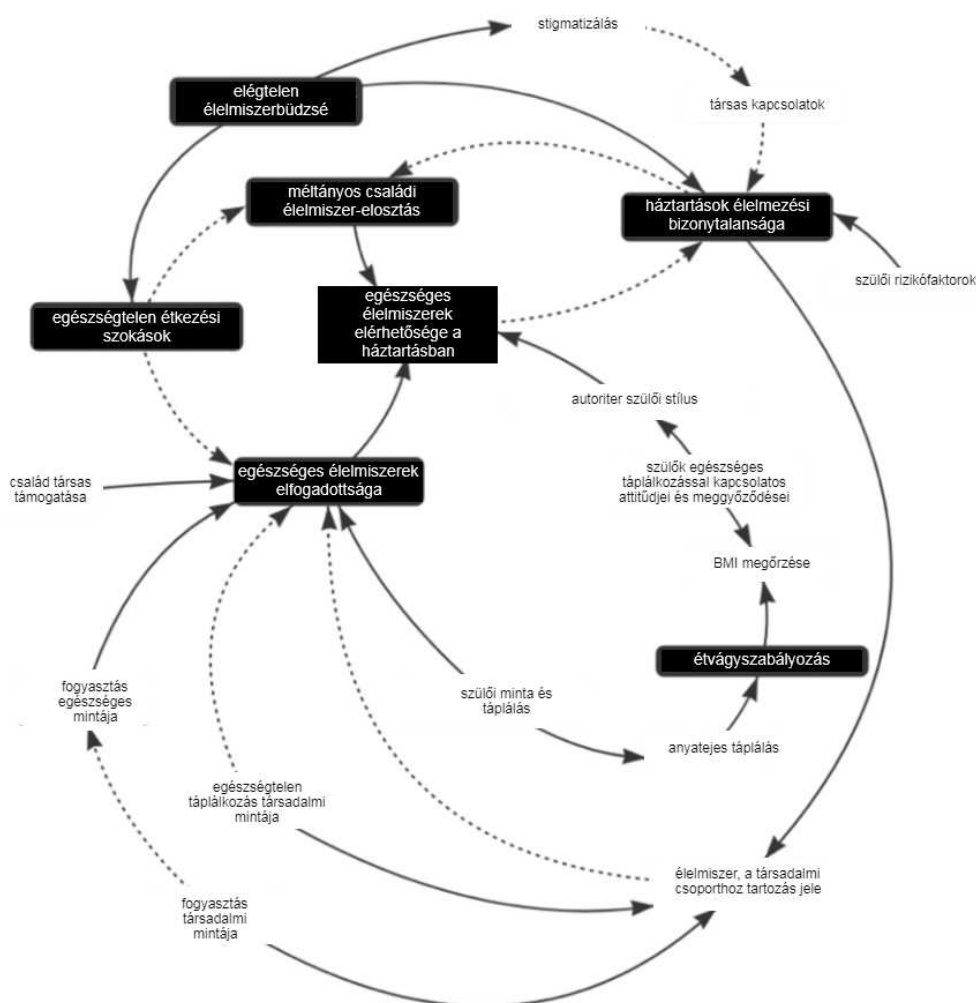 stigmatizálás
elégtelen
élelmiszerbüdzsé
társas kapcsolatok
méltányos családi
élelmiszer-elosztás
háztartások élelmezési
bizonytalansága
szülői rizikófaktorok
egészségtelen étkezési
szokások
egészséges
élelmiszerek
elérhetősége a
háztartásban
autoriter szülői stílus
egészséges élelmiszerek
elfogadottsága
család társas
támogatása
szülők egészséges
táplálkozással kapcsolatos
attitűdjei és meggyőződései
BMI megőrzése
étvágyszabályozás
fogyasztás
egészséges
mintája
szülői minta és
táplálás
anyatejes táplálás
egészségtelen
táplálkozás társadalmi
mintája
élelmiszer, a társadalmi
csoporthoz tartozás jele
fogyasztás
társadalmi
mintája